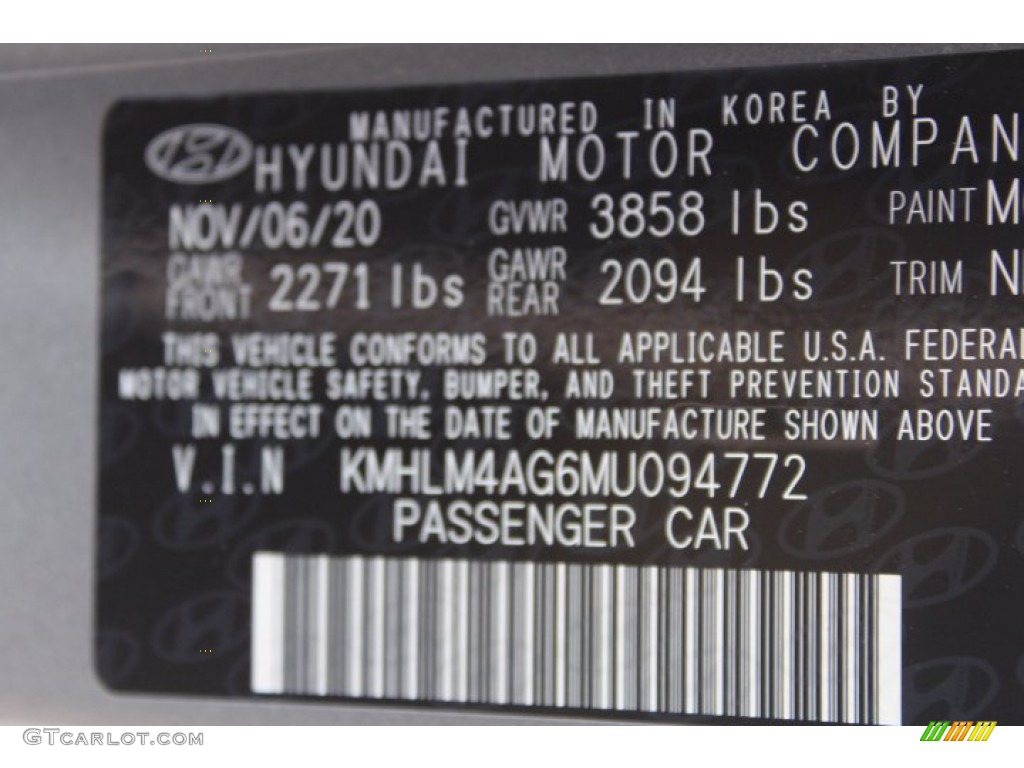 MANUFACTURED IN KOREA BY
HYUNDAI MOTOR COMPAN
NOV/06/20 GVWR 3858 lbs PAINT M
GAWR FRONT 2271 lbs GAWR REAR 2094 lbs TRIM N
THIS VEHICLE CONFORMS TO ALL APPLICABLE U.S.A. FEDERAL
MOTOR VEHICLE SAFETY, BUMPER, AND THEFT PREVENTION STANDA
IN EFFECT ON THE DATE OF MANUFACTURE SHOWN ABOVE
V.I.N KMHLM4AG6MU094772
PASSENGER CAR
GTCARLOT.COM